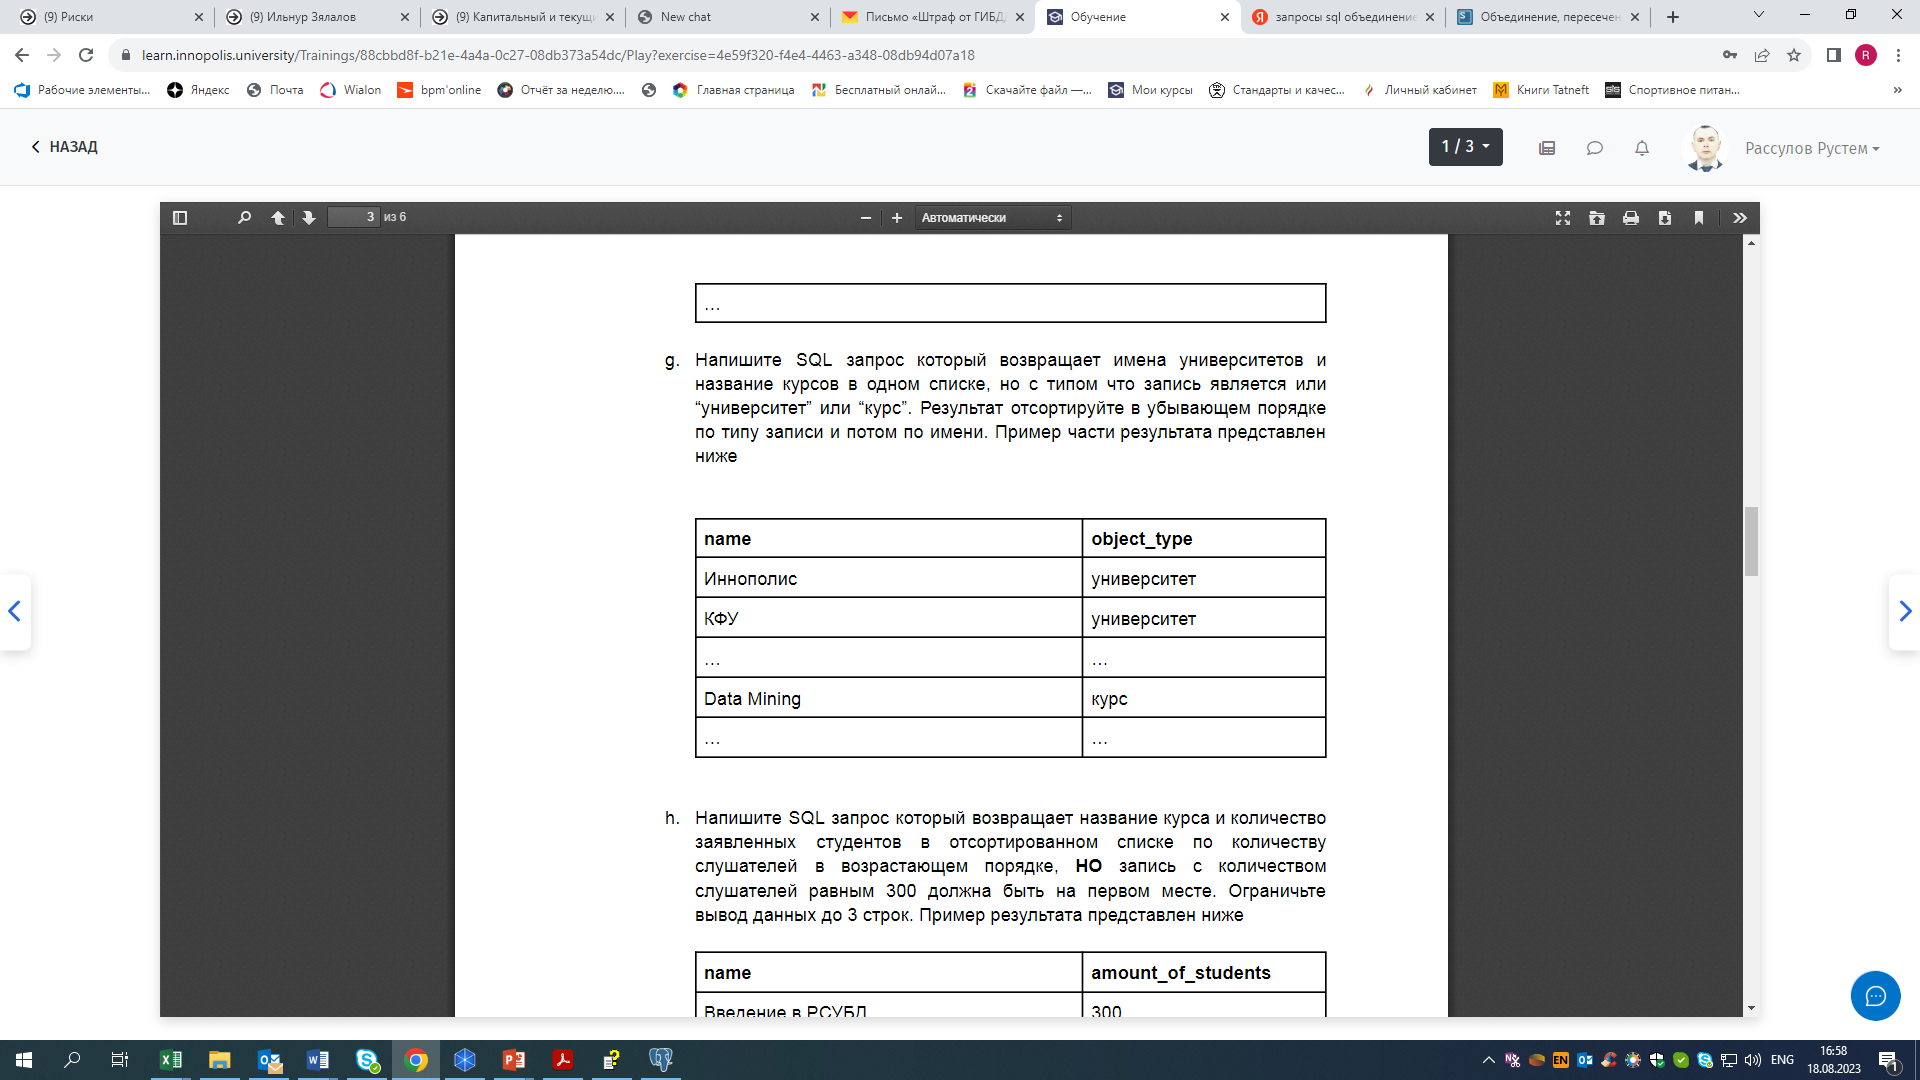 (9) Риски
(9) Ильнур Зялалов
(9) Капитальный и текущи
New chat
Письмо «Штраф от ГИБД
Обучение
запросы sql объединение
Объединение, пересечен
learn.innopolis.university/Trainings/88cbbd8f-b21e-4a4a-0c27-08db373a54dc/Play?exercise=4e59f320-f4e4-4463-a348-08db94d07a18
R
Рабочие элементы...
Яндекс
Почта
Wialon
bpm'online
Отчёт за неделю....
Главная страница
Бесплатный онлай...
Скачайте файл —...
Мои курсы
Стандарты и качес...
Личный кабинет
Книги Tatneft
Спортивное питан...
»
НАЗАД
1 / 3
Рассулов Рустем
3 из 6
Автоматически
...
g. Напишите SQL запрос который возвращает имена университетов и
название курсов в одном списке, но с типом что запись является или
“университет” или “курс”. Результат отсортируйте в убывающем порядке
по типу записи и потом по имени. Пример части результата представлен
ниже
name object_type
Иннополис университет
КФУ университет
... ...
Data Mining курс
... ...
h. Напишите SQL запрос который возвращает название курса и количество
заявленных студентов в отсортированном списке по количеству
слушателей в возрастающем порядке, НО запись с количеством
слушателей равным 300 должна быть на первом месте. Ограничьте
вывод данных до 3 строк. Пример результата представлен ниже
name amount_of_students
Введение в РСУБД 300
EN
ENG
16:58
18.08.2023
1